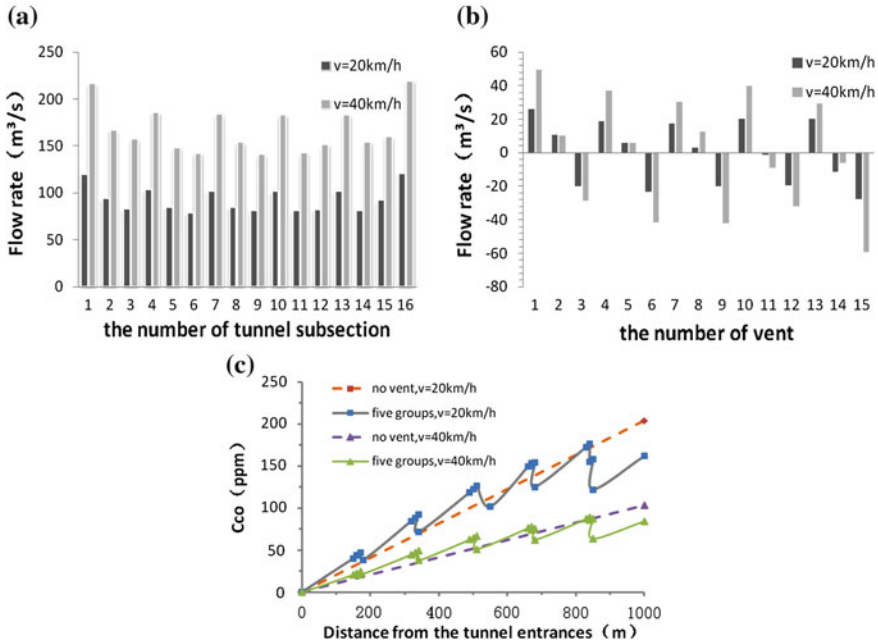 (a)
250
200
150
100
50
0
Flow rate (m³/s)
v=20km/h
v=40km/h
1 2 3 4 5 6 7 8 9 10 11 12 13 14 15 16
the number of tunnel subsection
(b)
60
40
20
0
-20
-40
-60
-80
Flow rate (m³/s)
v=20km/h
v=40km/h
1 2 3 4 5 6 7 8 9 10 11 12 13 14 15
the number of vent
(c)
250
200
150
100
50
0
Cco (ppm)
no vent,v=20km/h
five groups,v=20km/h
no vent,v=40km/h
five groups,v=40km/h
0 200 400 600 800 1000
Distance from the tunnel entrances (m)